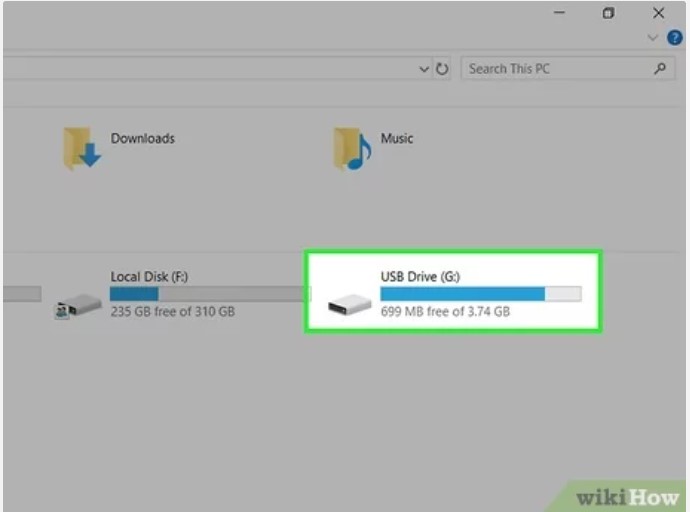 Search This PC
Downloads
Music
Local Disk (F:)
235 GB free of 310 GB
USB Drive (G:)
699 MB free of 3.74 GB
wikiHow